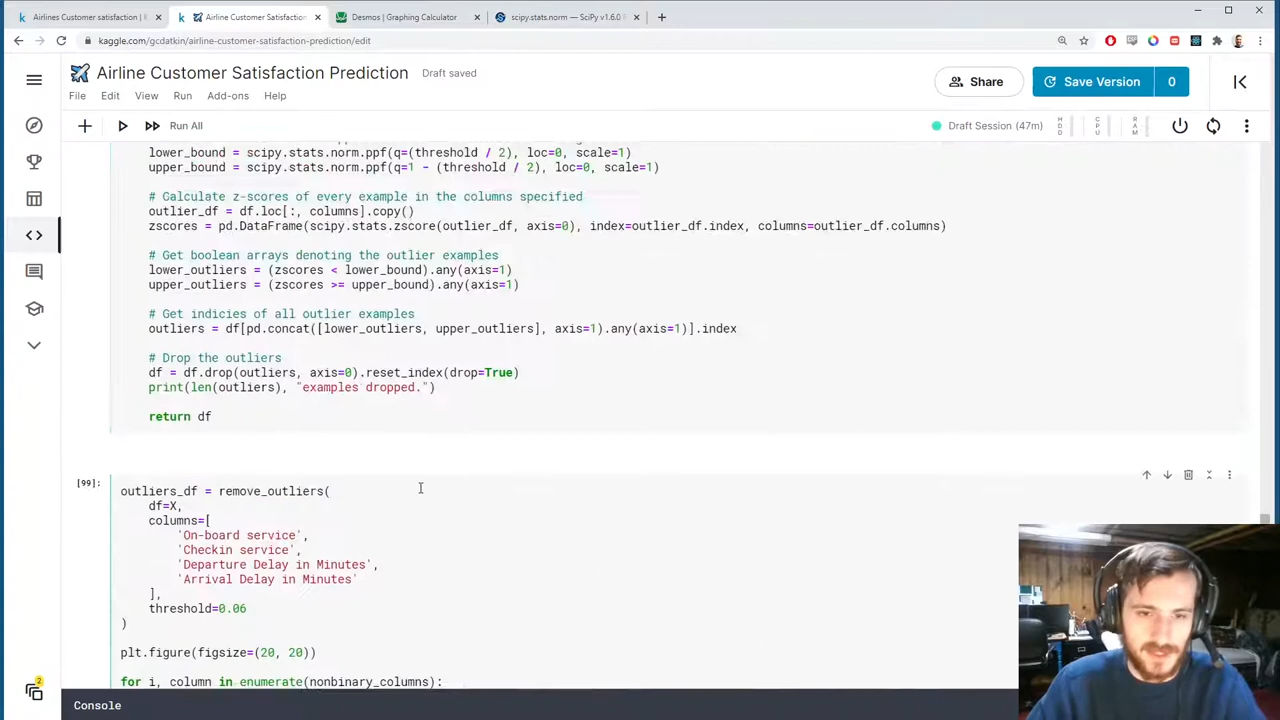 Airlines Customer satisfaction |
Airline Customer Satisfaction
Desmos | Graphing Calculator
scipy.stats.norm — SciPy v1.6.0
kaggle.com/gcdatkin/airline-customer-satisfaction-prediction/edit
Airline Customer Satisfaction Prediction
Draft saved
Share
Save Version
0
File
Edit
View
Run
Add-ons
Help
Run All
Draft Session (47m)
HDD
CPU
RAM
lower_bound = scipy.stats.norm.ppf(q=(threshold / 2), loc=0, scale=1)
upper_bound = scipy.stats.norm.ppf(q=1 - (threshold / 2), loc=0, scale=1)
# Calculate z-scores of every example in the columns specified
outlier_df = df.loc[:, columns].copy()
zscores = pd.DataFrame(scipy.stats.zscore(outlier_df, axis=0), index=outlier_df.index, columns=outlier_df.columns)
# Get boolean arrays denoting the outlier examples
lower_outliers = (zscores < lower_bound).any(axis=1)
upper_outliers = (zscores >= upper_bound).any(axis=1)
# Get indicies of all outlier examples
outliers = df[pd.concat([lower_outliers, upper_outliers], axis=1).any(axis=1)].index
# Drop the outliers
df = df.drop(outliers, axis=0).reset_index(drop=True)
print(len(outliers), "examples dropped.")
return df
[99]:
outliers_df = remove_outliers(
df=X,
columns=[
'On-board service',
'Checkin service',
'Departure Delay in Minutes',
'Arrival Delay in Minutes'
],
threshold=0.06
)
plt.figure(figsize=(20, 20))
for i, column in enumerate(nonbinary_columns):
2
Console